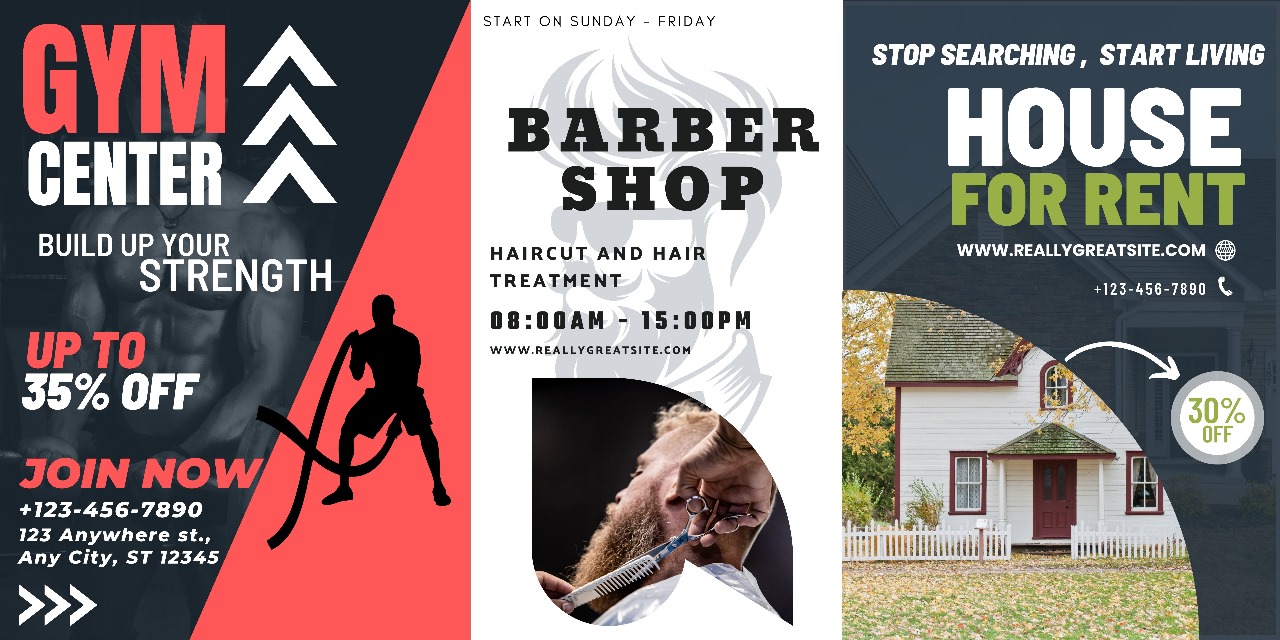 GYM
CENTER
BUILD UP YOUR
STRENGTH
UP TO
35% OFF
JOIN NOW
+123-456-7890
123 Anywhere st.,
Any City, ST 12345
START ON SUNDAY - FRIDAY
BARBER
SHOP
HAIRCUT AND HAIR
TREATMENT
08:00AM - 15:00PM
WWW.REALLYGREATSITE.COM
STOP SEARCHING , START LIVING
HOUSE
FOR RENT
WWW.REALLYGREATSITE.COM
+123-456-7890
30%
OFF